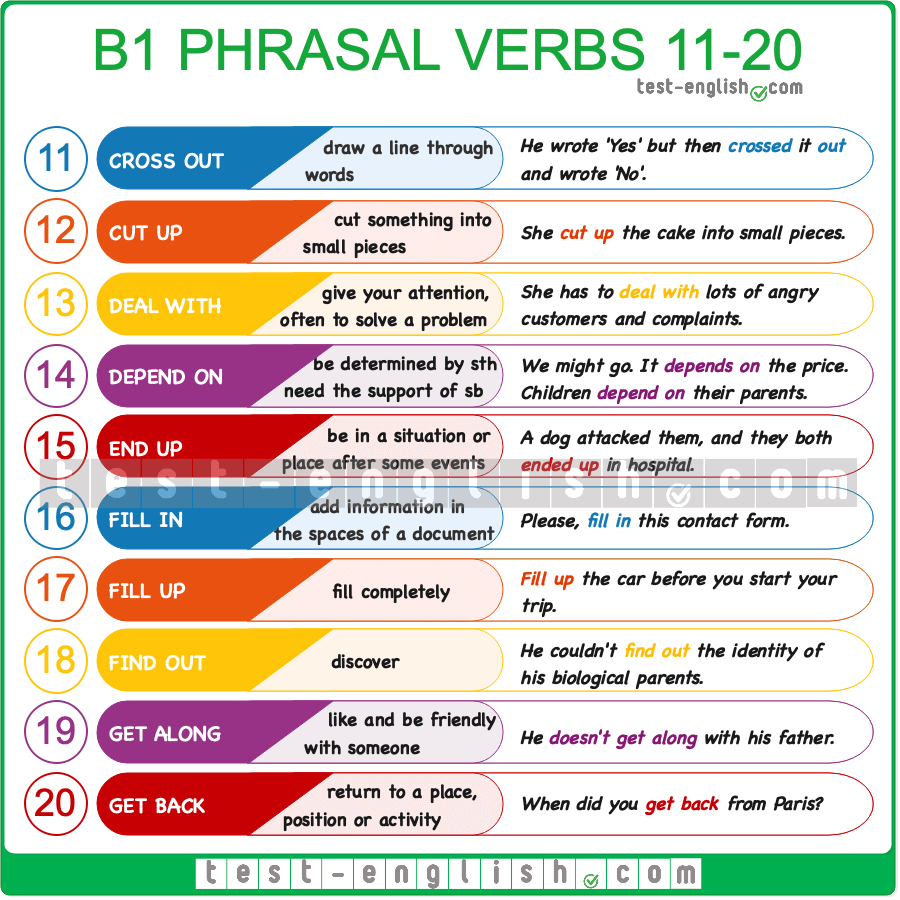 B1 PHRASAL VERBS 11-20
test-english.com
11
CROSS OUT
draw a line through
words
He wrote 'Yes' but then crossed it out
and wrote 'No'.
12
CUT UP
cut something into
small pieces
She cut up the cake into small pieces.
13
DEAL WITH
give your attention,
often to solve a problem
She has to deal with lots of angry
customers and complaints.
14
DEPEND ON
be determined by sth
need the support of sb
We might go. It depends on the price.
Children depend on their parents.
15
END UP
be in a situation or
place after some events
A dog attacked them, and they both
ended up in hospital.
test-english.com
16
FILL IN
add information in
the spaces of a document
Please, fill in this contact form.
17
FILL UP
fill completely
Fill up the car before you start your
trip.
18
FIND OUT
discover
He couldn't find out the identity of
his biological parents.
19
GET ALONG
like and be friendly
with someone
He doesn't get along with his father.
20
GET BACK
return to a place,
position or activity
When did you get back from Paris?
test-english.com